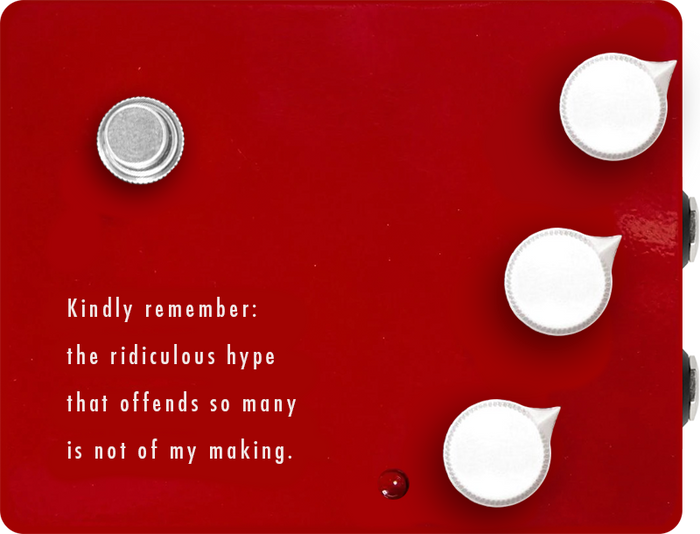 Kindly remember:
the ridiculous hype
that offends so many
is not of my making.